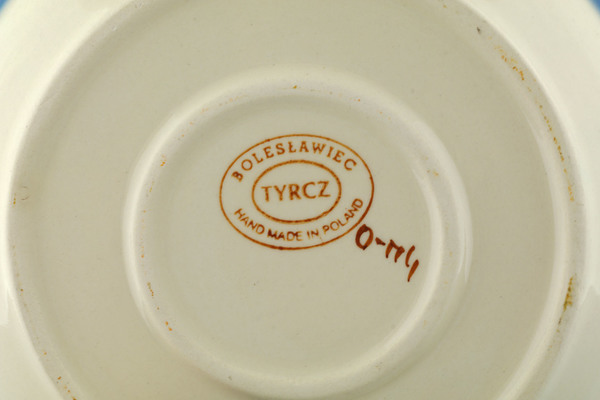 BOLESŁAWIEC
TYRCZ
HAND MADE IN POLAND